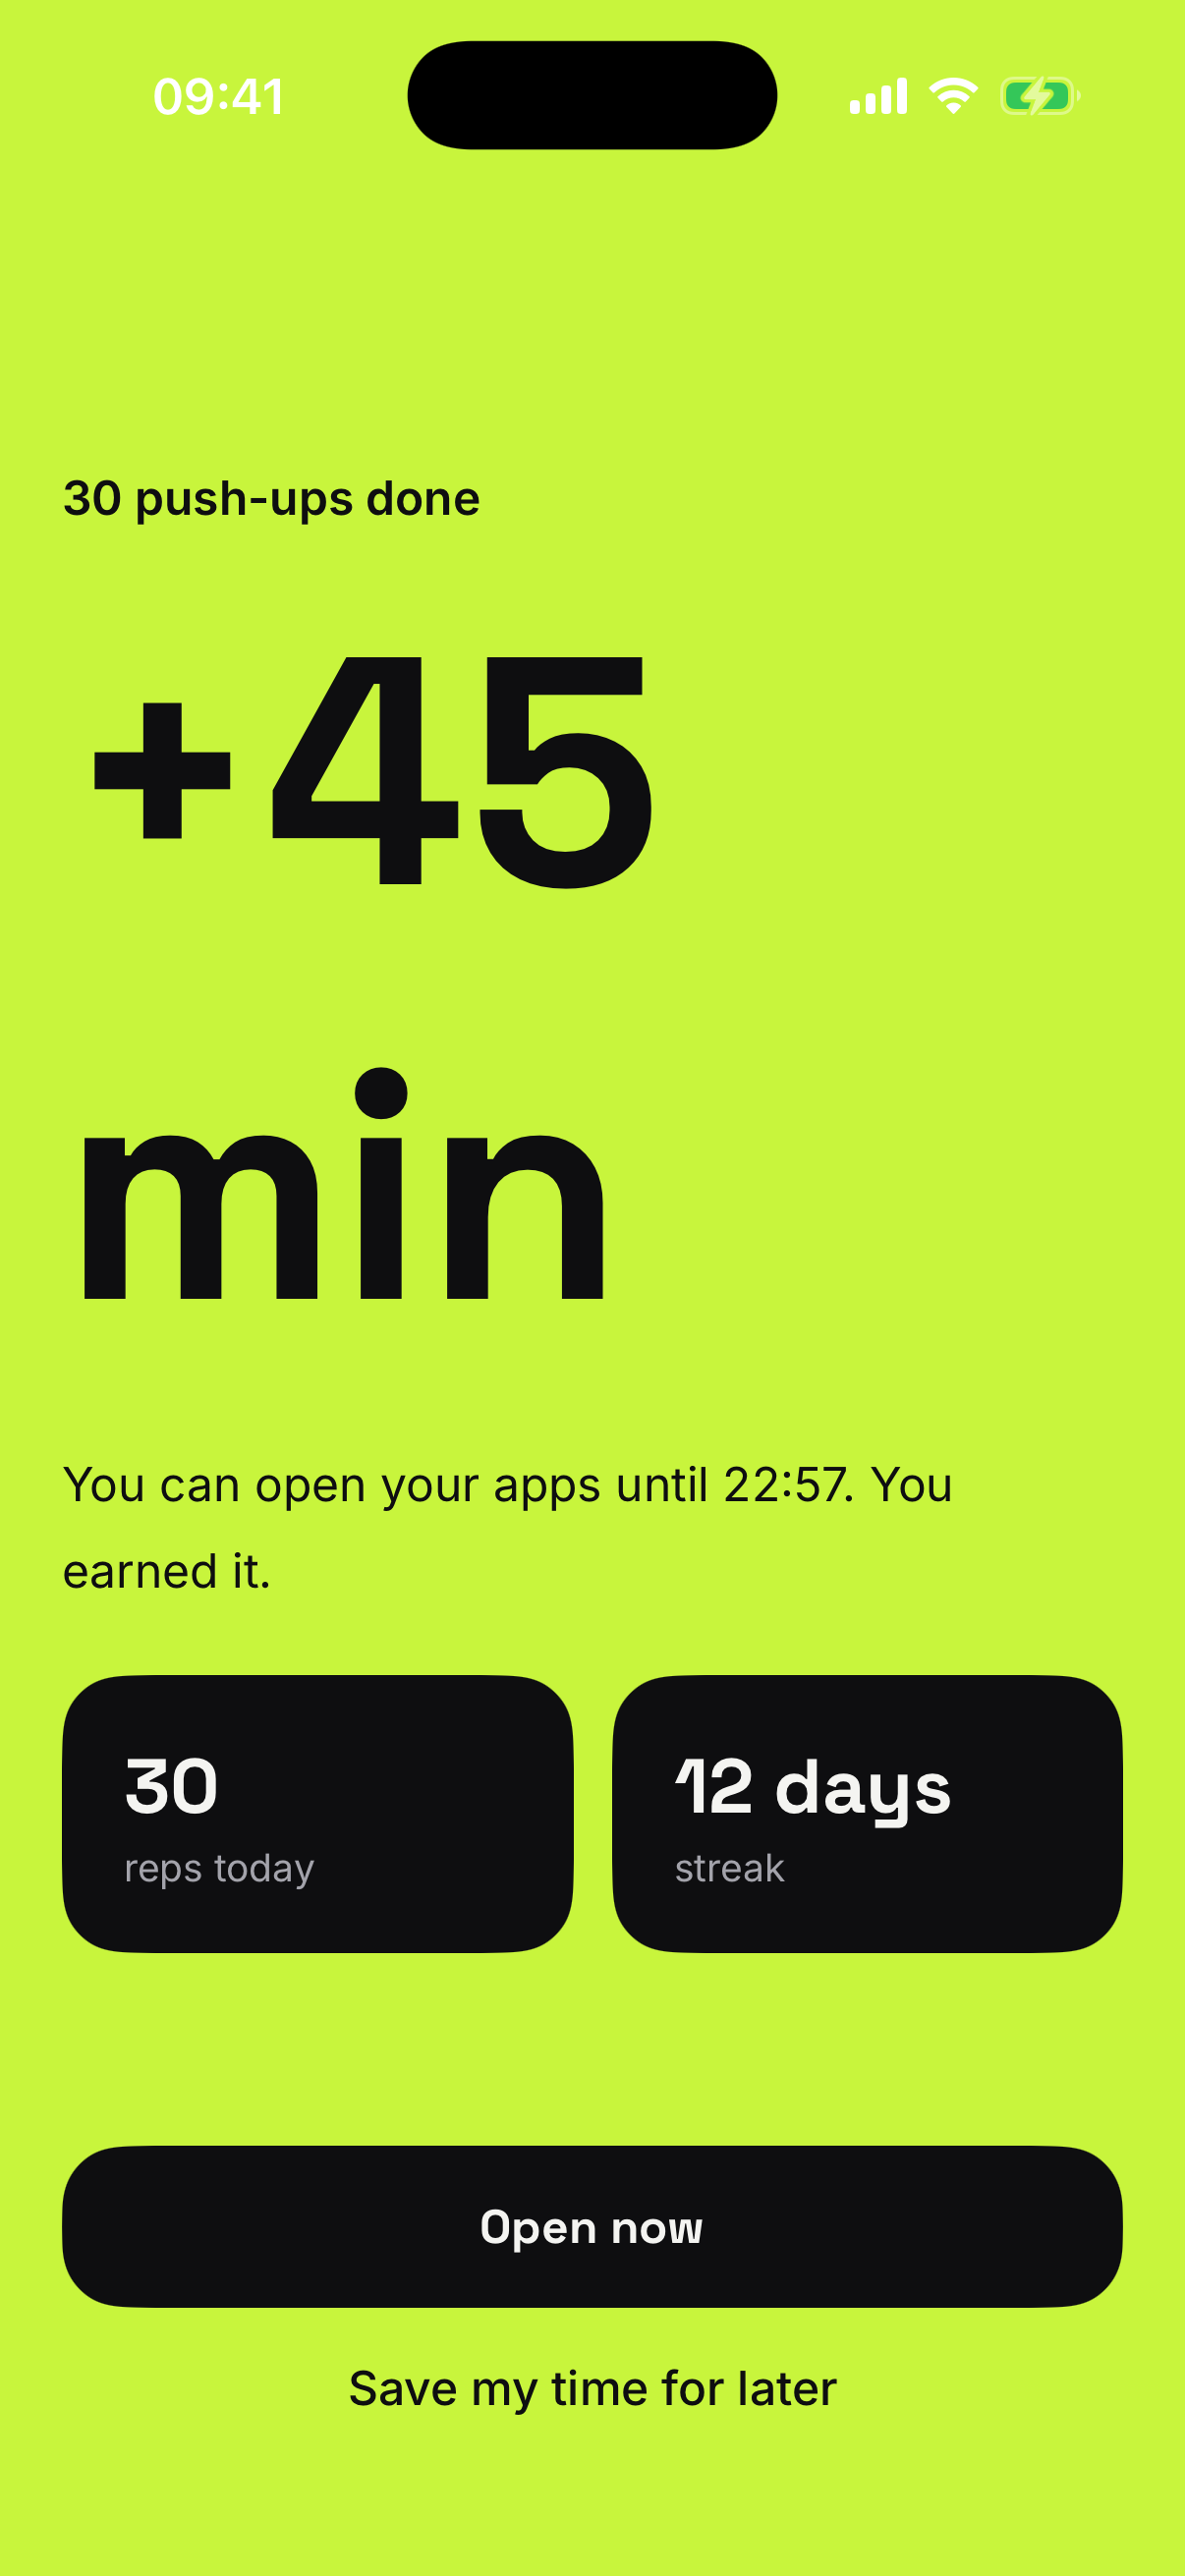 09:41
30 push-ups done
+45
min
You can open your apps until 22:57. You
earned it.
30
reps today
12 days
streak
Open now
Save my time for later